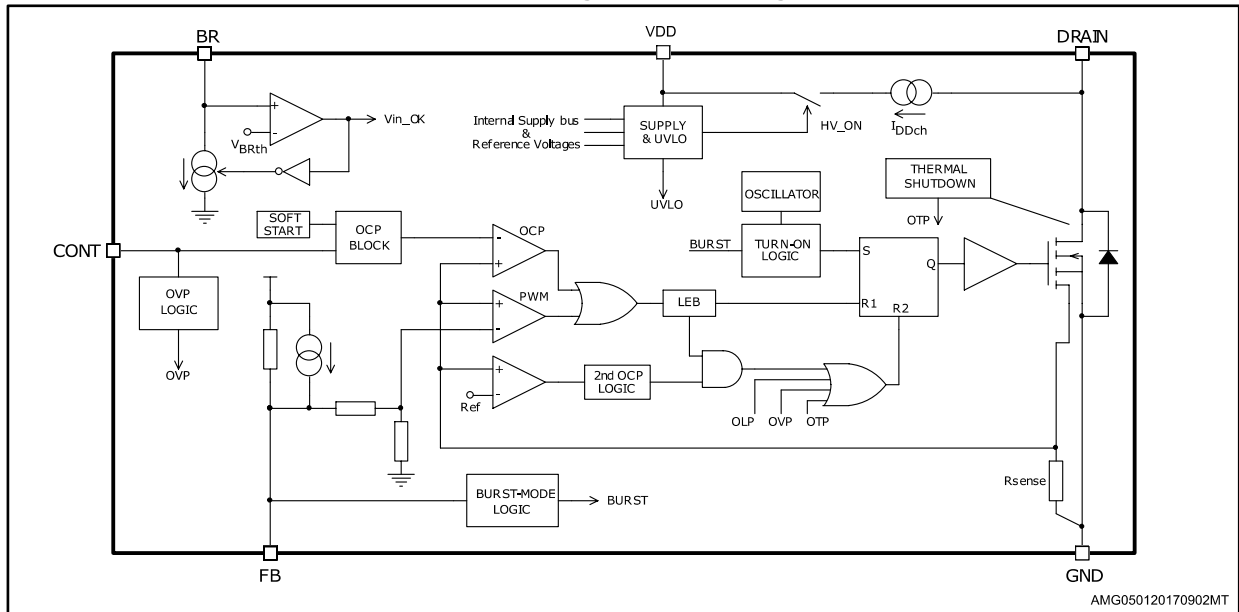 BR
VDD
DRAIN
Vin_OK
VBRth
Internal Supply bus
&
Reference Voltages
SUPPLY
& UVLO
HV_ON
IDDch
UVLO
THERMAL
SHUTDOWN
OTP
OSCILLATOR
BURST
TURN-ON
LOGIC
SOFT
START
OCP
BLOCK
OCP
CONT
OVP
LOGIC
OVP
PWM
LEB
S
Q
R1
R2
2nd OCP
LOGIC
Ref
OLP
OVP
OTP
Rsense
BURST-MODE
LOGIC
BURST
FB
GND
AMG050120170902MT